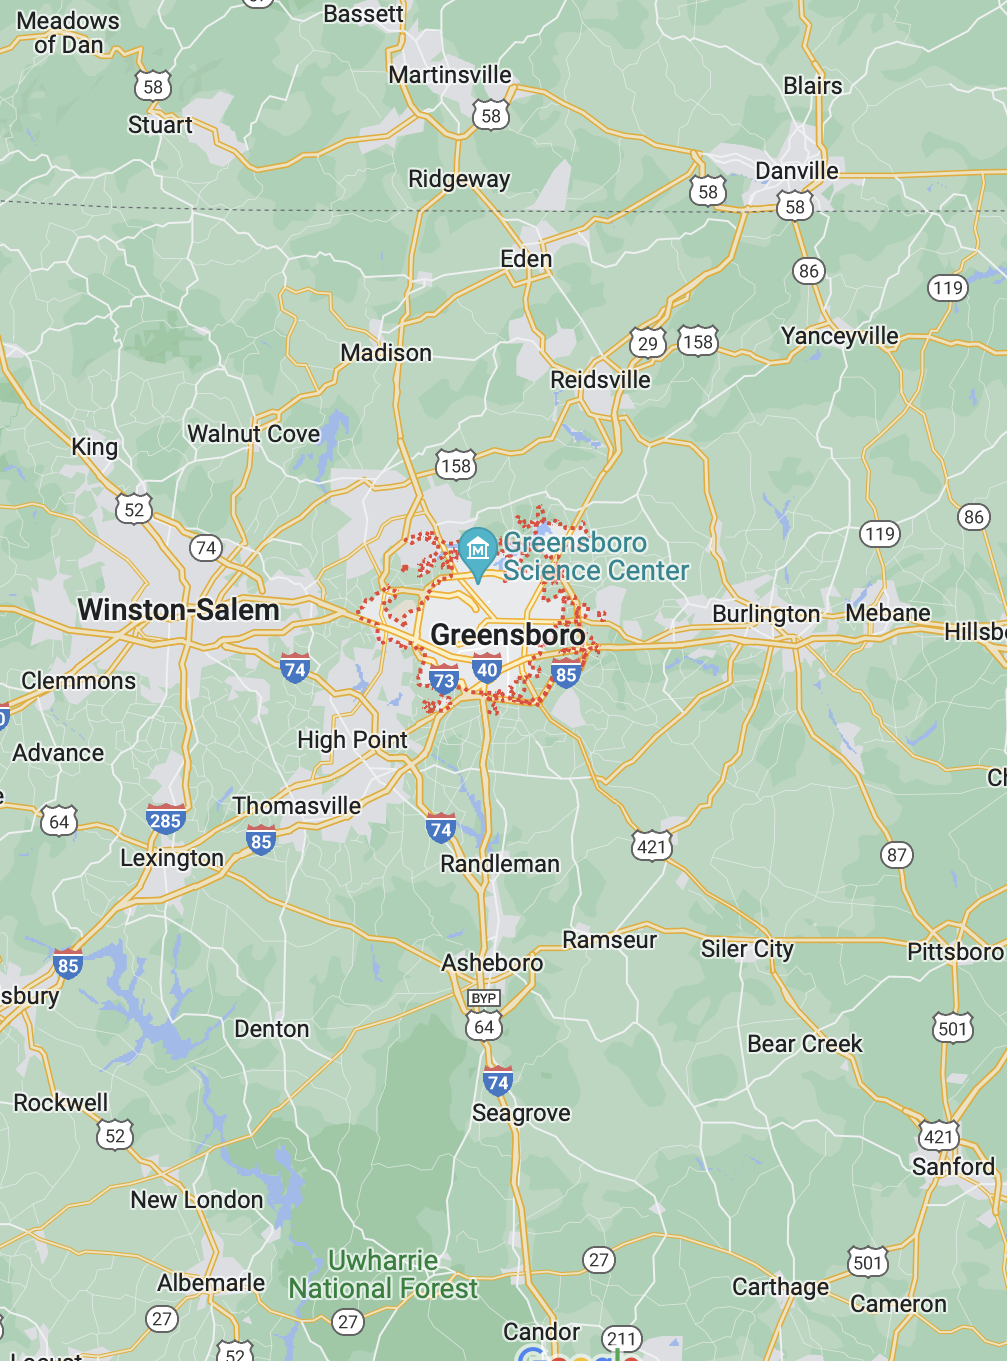 Bassett
Meadows
of Dan
Martinsville
58
Blairs
58
Stuart
Danville
Ridgeway
58
58
Eden
86
119
Yanceyville
29
158
Madison
Reidsville
Walnut Cove
King
158
52
86
119
74
Greensboro
Science Center
Winston-Salem
Burlington
Mebane
Greensboro
Hillsb
74
40
85
73
Clemmons
0
High Point
Advance
Ch
Thomasville
64
285
74
85
421
Lexington
87
Randleman
Ramseur
Siler City
Pittsboro
85
Asheboro
sbury
BYP
64
Denton
501
Bear Creek
74
Rockwell
Seagrove
52
421
Sanford
New London
Uwharrie
National Forest
27
501
Albemarle
Carthage
Cameron
27
27
Candor
211
52
Locust
Google